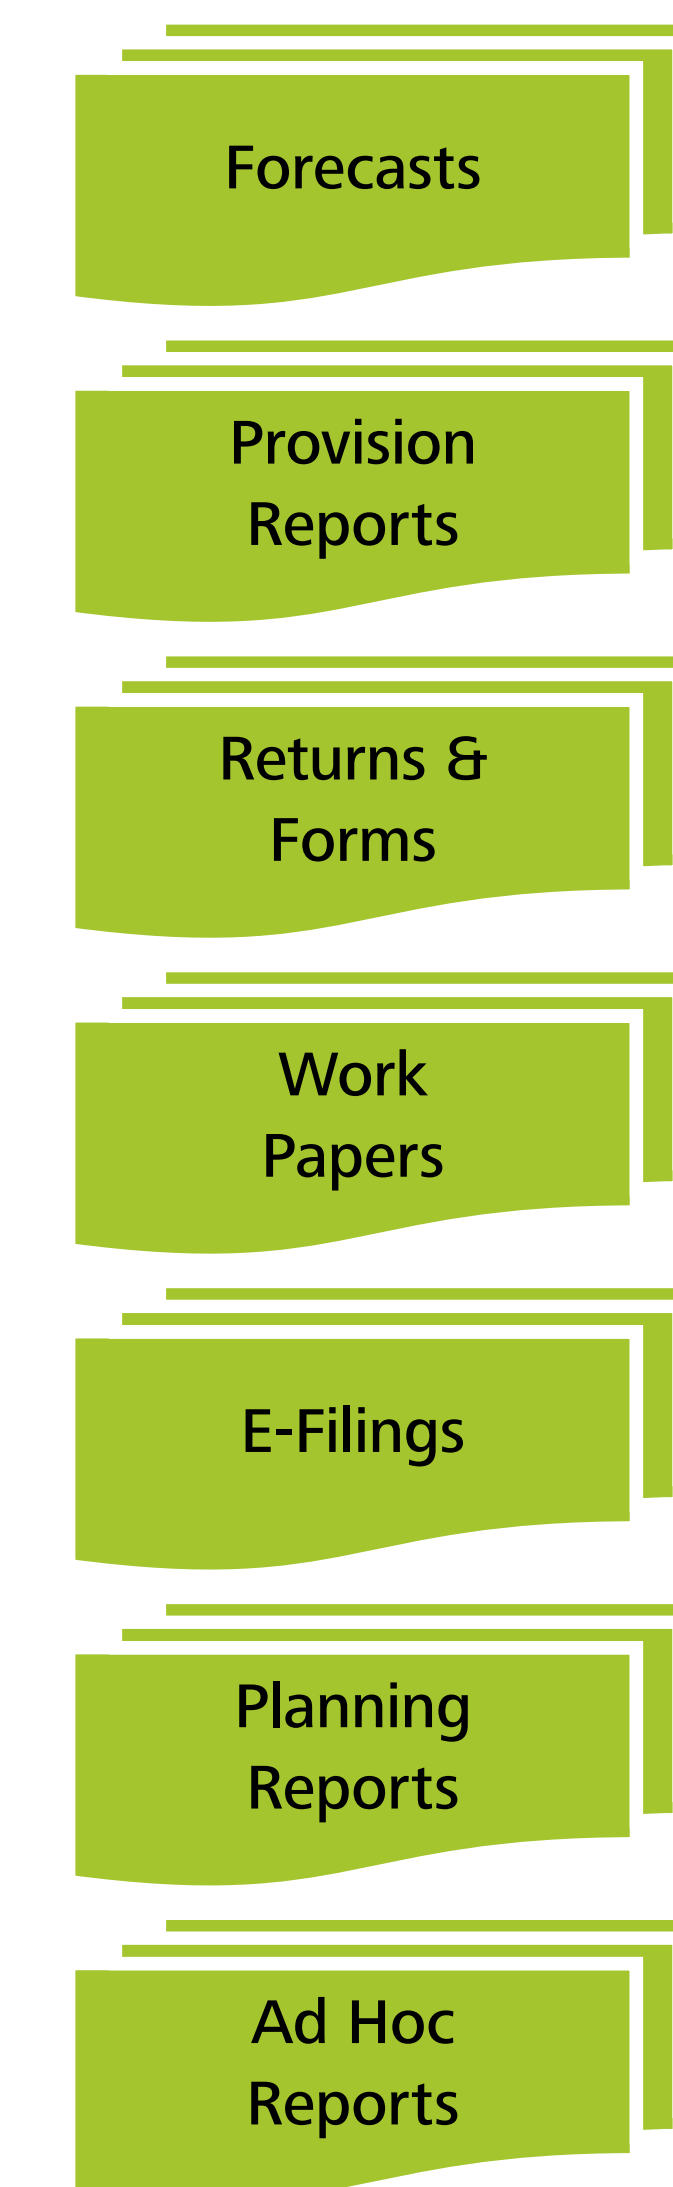 Forecasts
Provision
Reports
Returns &
Forms
Work
Papers
E-Filings
Planning
Reports
Ad Hoc
Reports